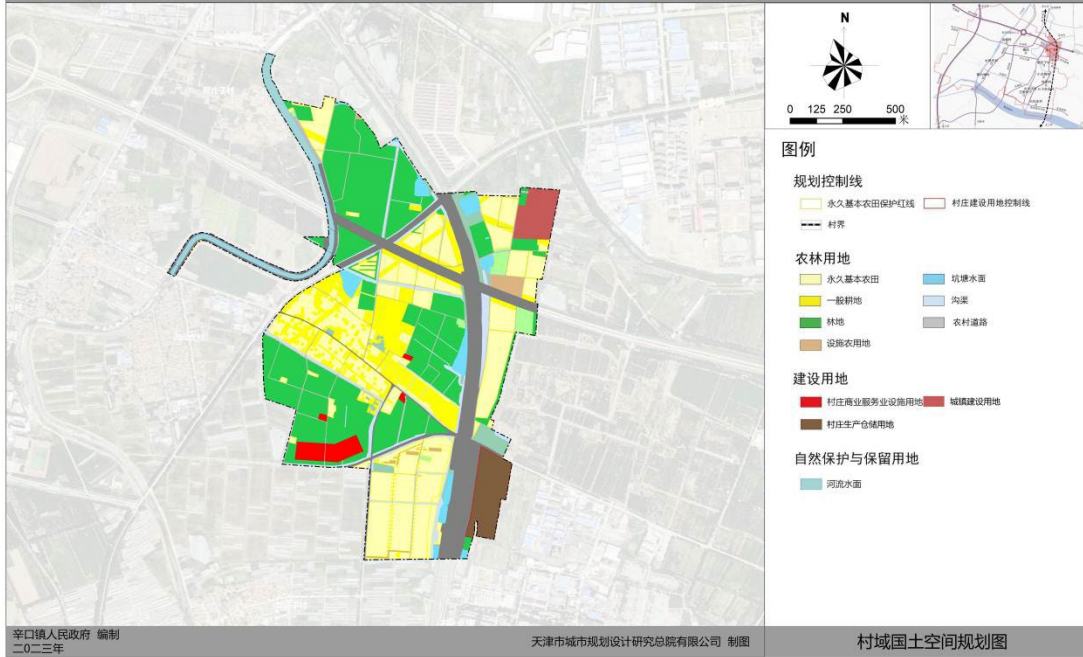 N
0 125 250 500
米
图例
规划控制线
永久基本农田保护红线 村庄建设用地控制线
村界
农林用地
永久基本农田 坑塘水面
一般耕地 沟渠
林地 农村道路
设施农用地
建设用地
村庄商业服务业设施用地 城镇建设用地
村庄生产仓储用地
自然保护与保留用地
河流水面
辛口镇人民政府 编制
二〇二三年
天津市城市规划设计研究总院有限公司 制图
村域国土空间规划图